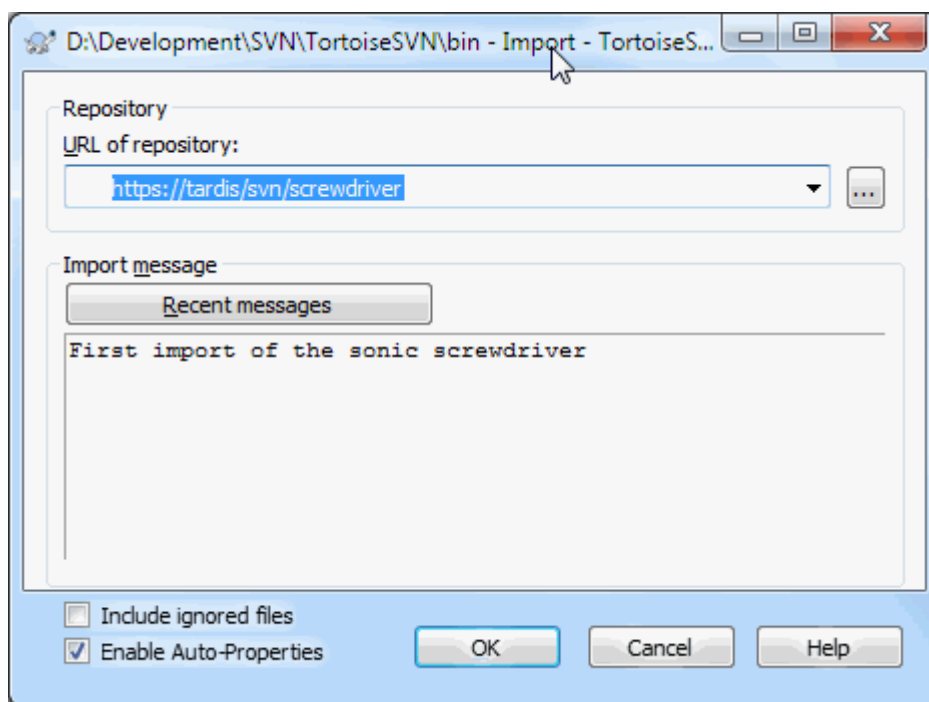 D:\Development\SVN\TortoiseSVN\bin - Import - TortoiseS...
Repository
URL of repository:
https://tardis/svn/screwdriver
...
Import message
Recent messages
First import of the sonic screwdriver
Include ignored files
Enable Auto-Properties
OK
Cancel
Help